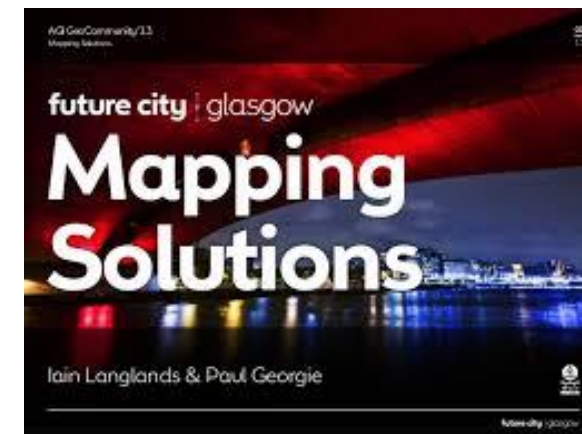 AGI GeoCommunity/13
Mapping Solutions
future city | glasgow
Mapping
Solutions
Iain Langlands & Paul Georgie
future city | glasgow